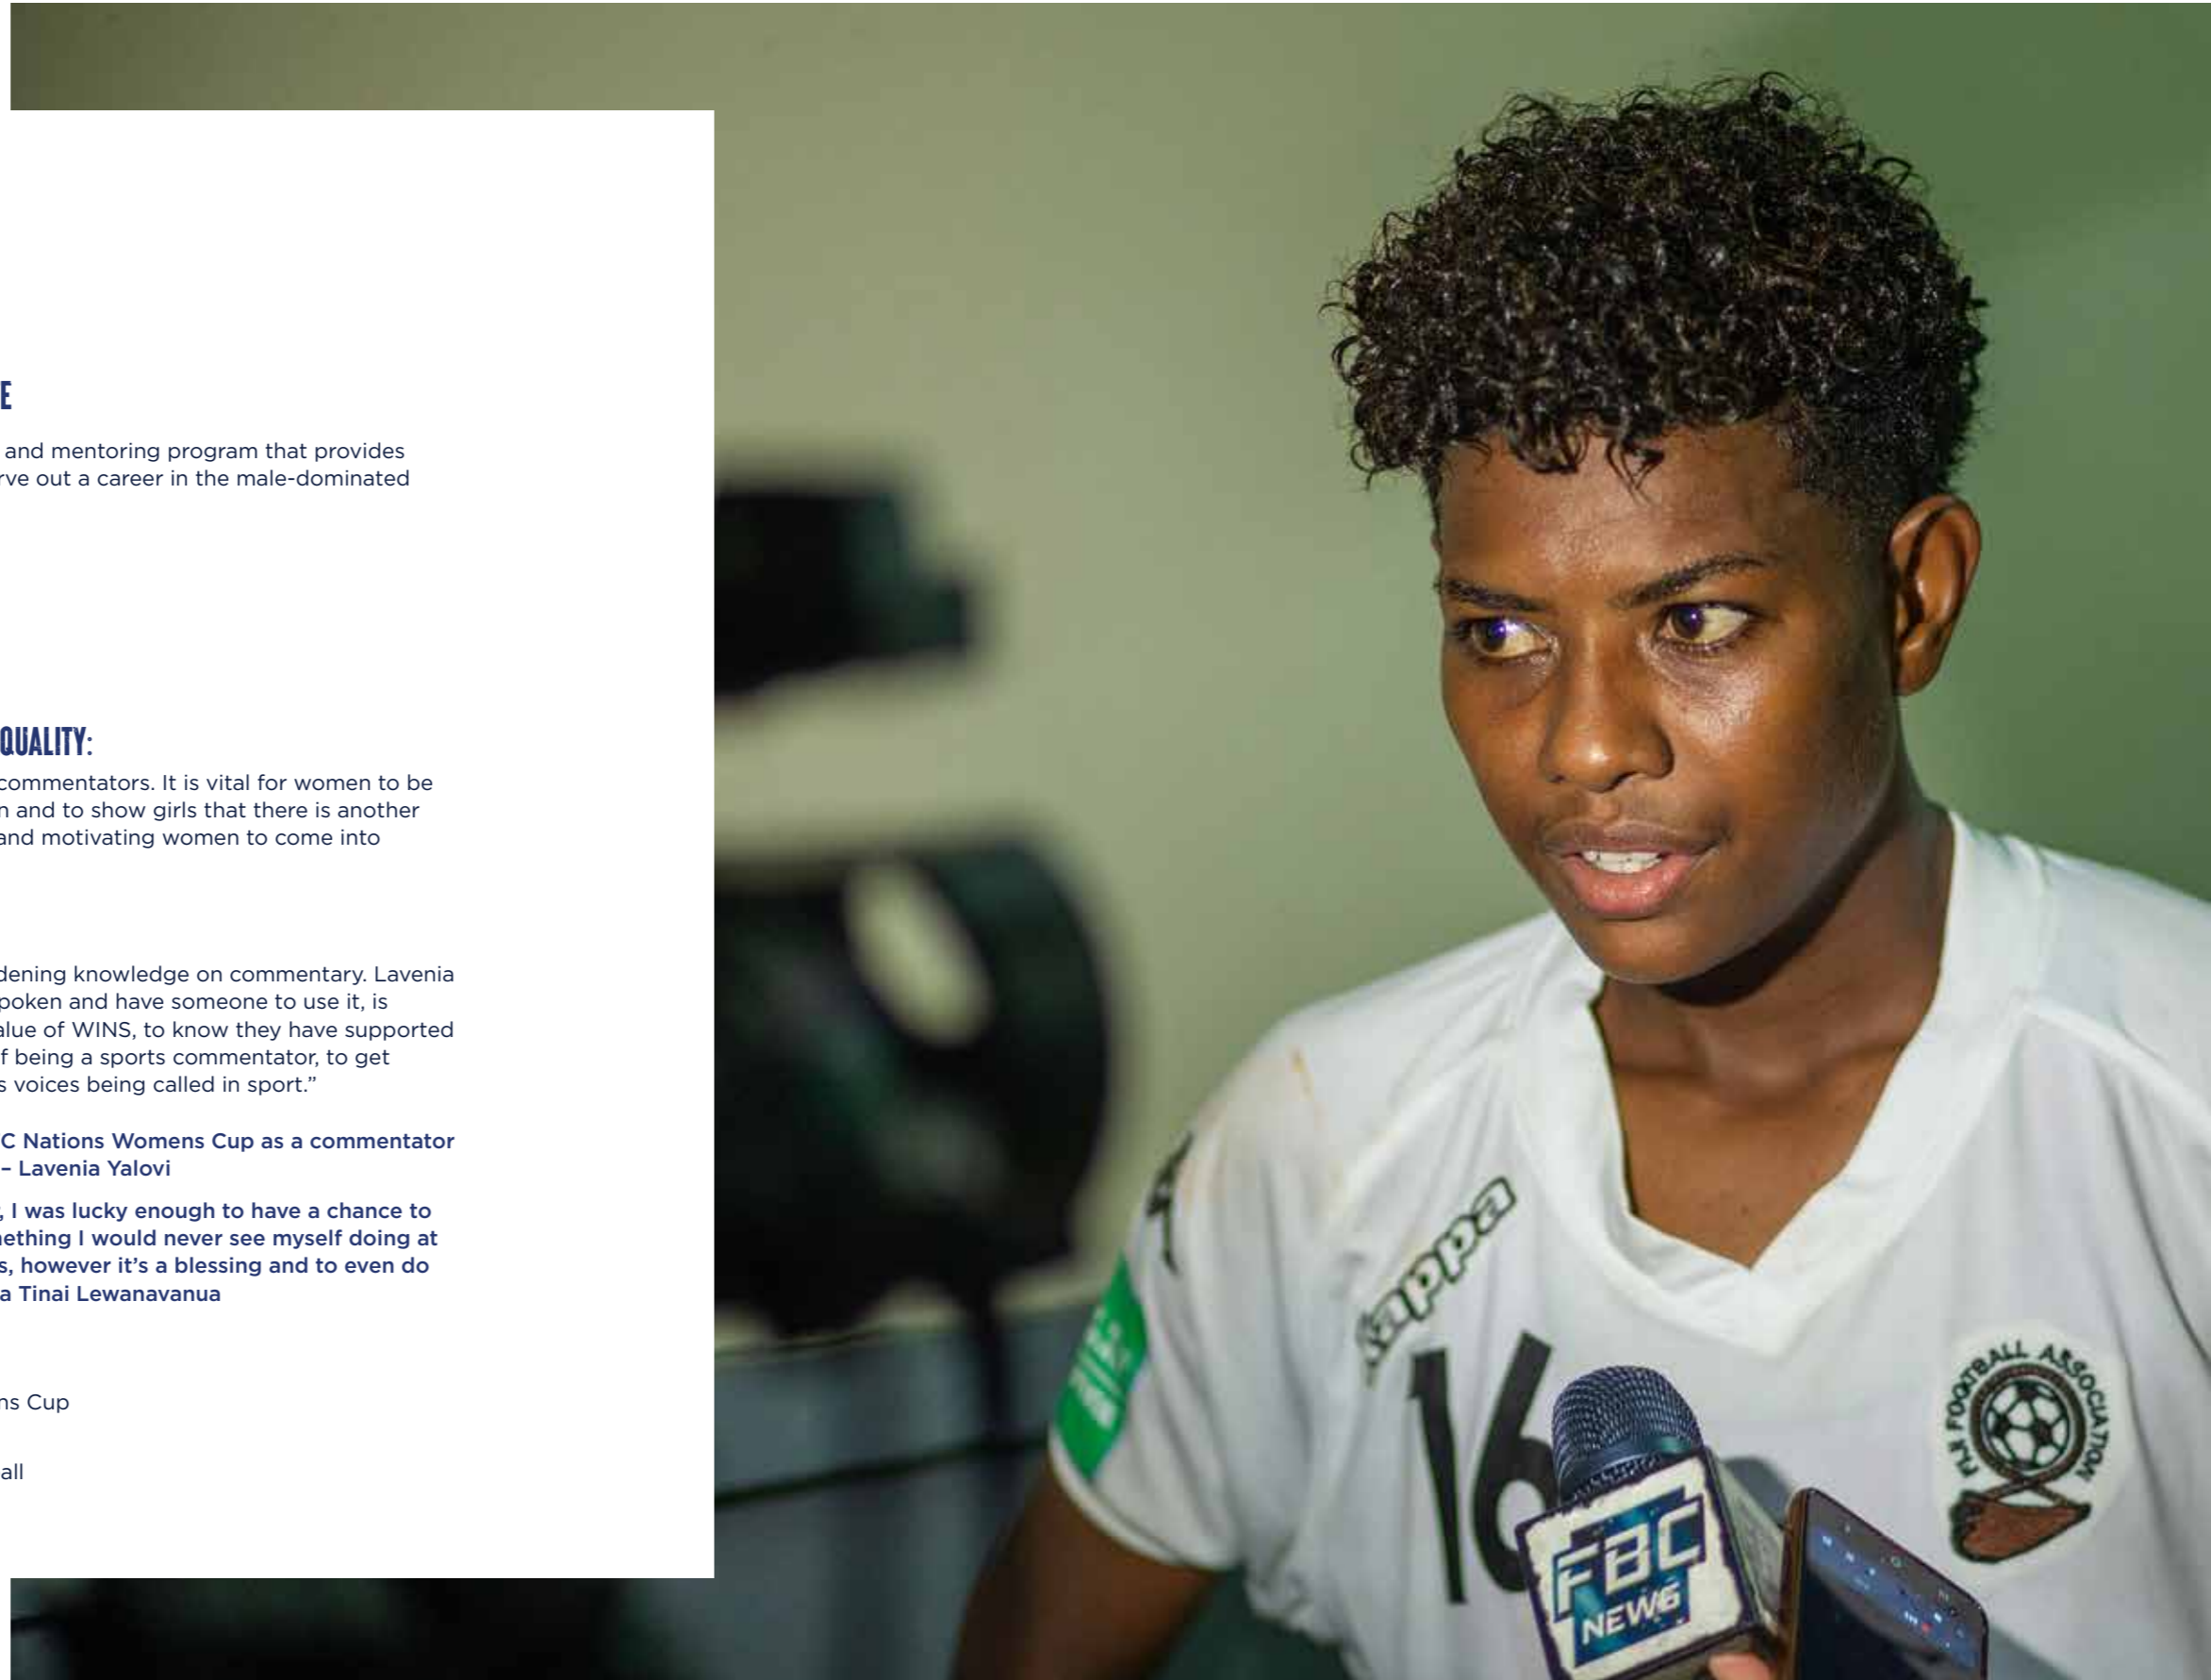 E
and mentoring program that provides
rve out a career in the male-dominated
QUALITY:
commentators. It is vital for women to be
n and to show girls that there is another
and motivating women to come into
dening knowledge on commentary. Lavenia
poken and have someone to use it, is
alue of WINS, to know they have supported
f being a sports commentator, to get
s voices being called in sport.”
C Nations Womens Cup as a commentator
– Lavenia Yalovi
, I was lucky enough to have a chance to
nething I would never see myself doing at
s, however it’s a blessing and to even do
a Tinai Lewanavanua
ns Cup
all
Kappa
16
FIJI FOOTBALL ASSOCIATION
FBC
NEWS